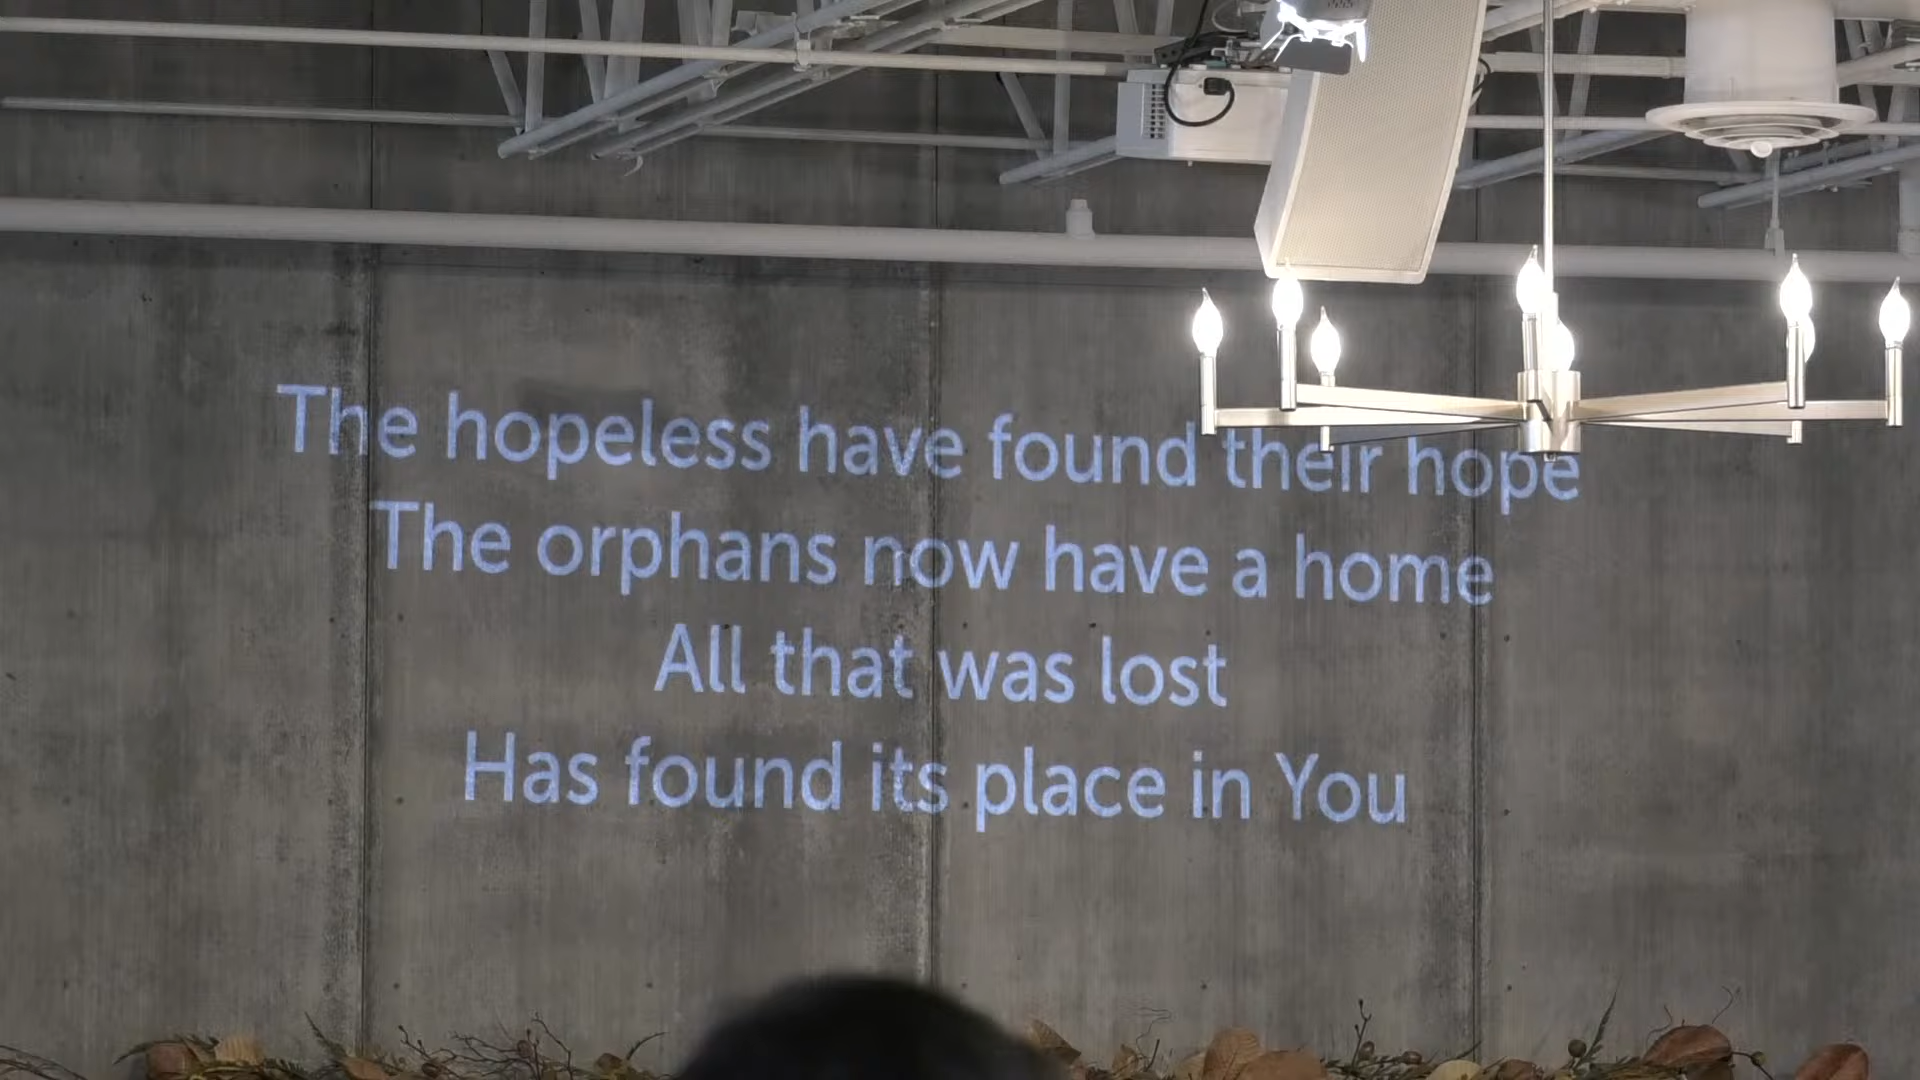 The hopeless have found their hope
The orphans now have a home
All that was lost
Has found its place in You